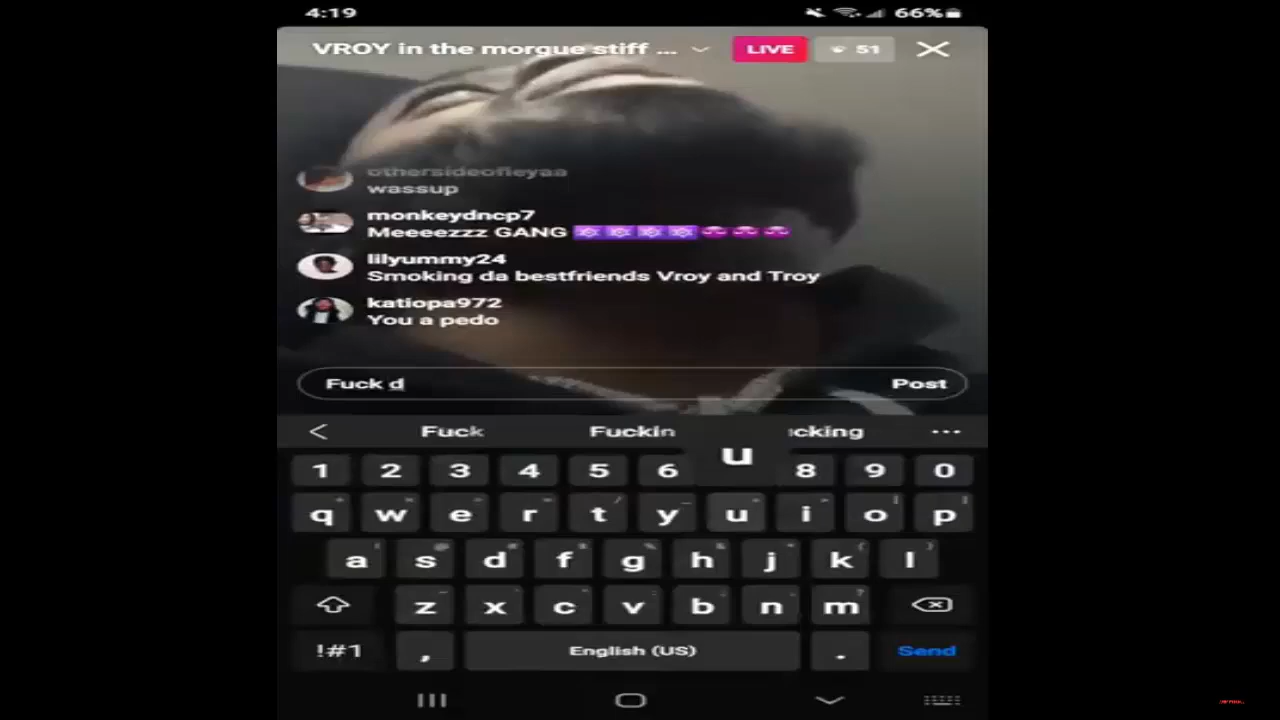 4:19
66%
VROY in the morgue stiff ...
LIVE
51
othersideofleyaa
wassup
monkeydncp7
Meeeezzz GANG
lilyummy24
Smoking da bestfriends Vroy and Troy
katiopa972
You a pedo
Fuck d
Post
Fuck Fuckin ucking
u
1 2 3 4 5 6 8 9 0
q w e r t y u i o p
a s d f g h j k l
z x c v b n m
!#1 , English (US) . Send